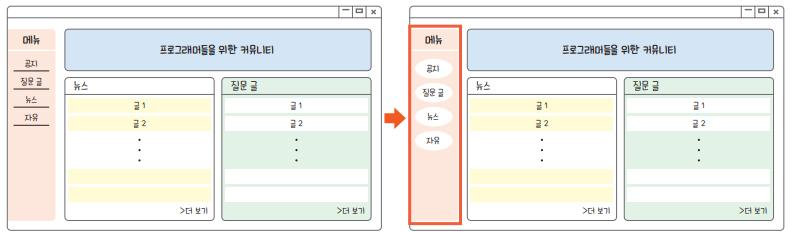 메뉴
프로그래머들을 위한 커뮤니티
공지
질문 글
뉴스
자유
뉴스
질문 글
글 1
글 1
글 2
글 2
>더 보기
>더 보기
메뉴
프로그래머들을 위한 커뮤니티
공지
질문 글
뉴스
자유
뉴스
질문 글
글 1
글 1
글 2
글 2
>더 보기
>더 보기